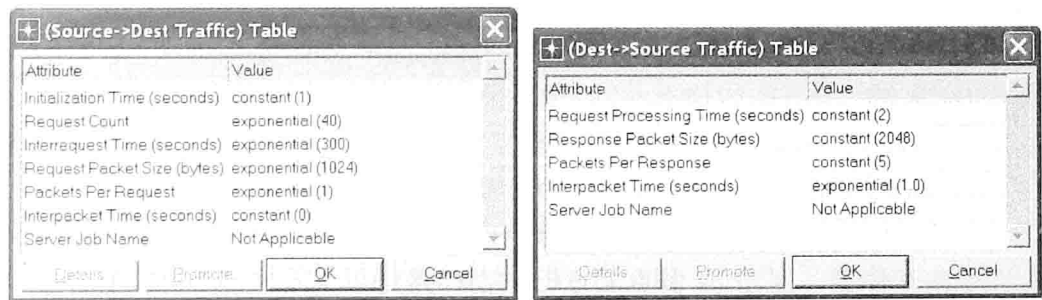 (Source->Dest Traffic) Table
Attribute Value
Initialization Time (seconds) constant (1)
Request Count exponential (40)
Interrequest Time (seconds) exponential (300)
Request Packet Size (bytes) exponential (1024)
Packets Per Request exponential (1)
Interpacket Time (seconds) constant (0)
Server Job Name Not Applicable
Details Promote OK Cancel
(Dest->Source Traffic) Table
Attribute Value
Request Processing Time (seconds) constant (2)
Response Packet Size (bytes) constant (2048)
Packets Per Response constant (5)
Interpacket Time (seconds) exponential (1.0)
Server Job Name Not Applicable
Details Promote OK Cancel